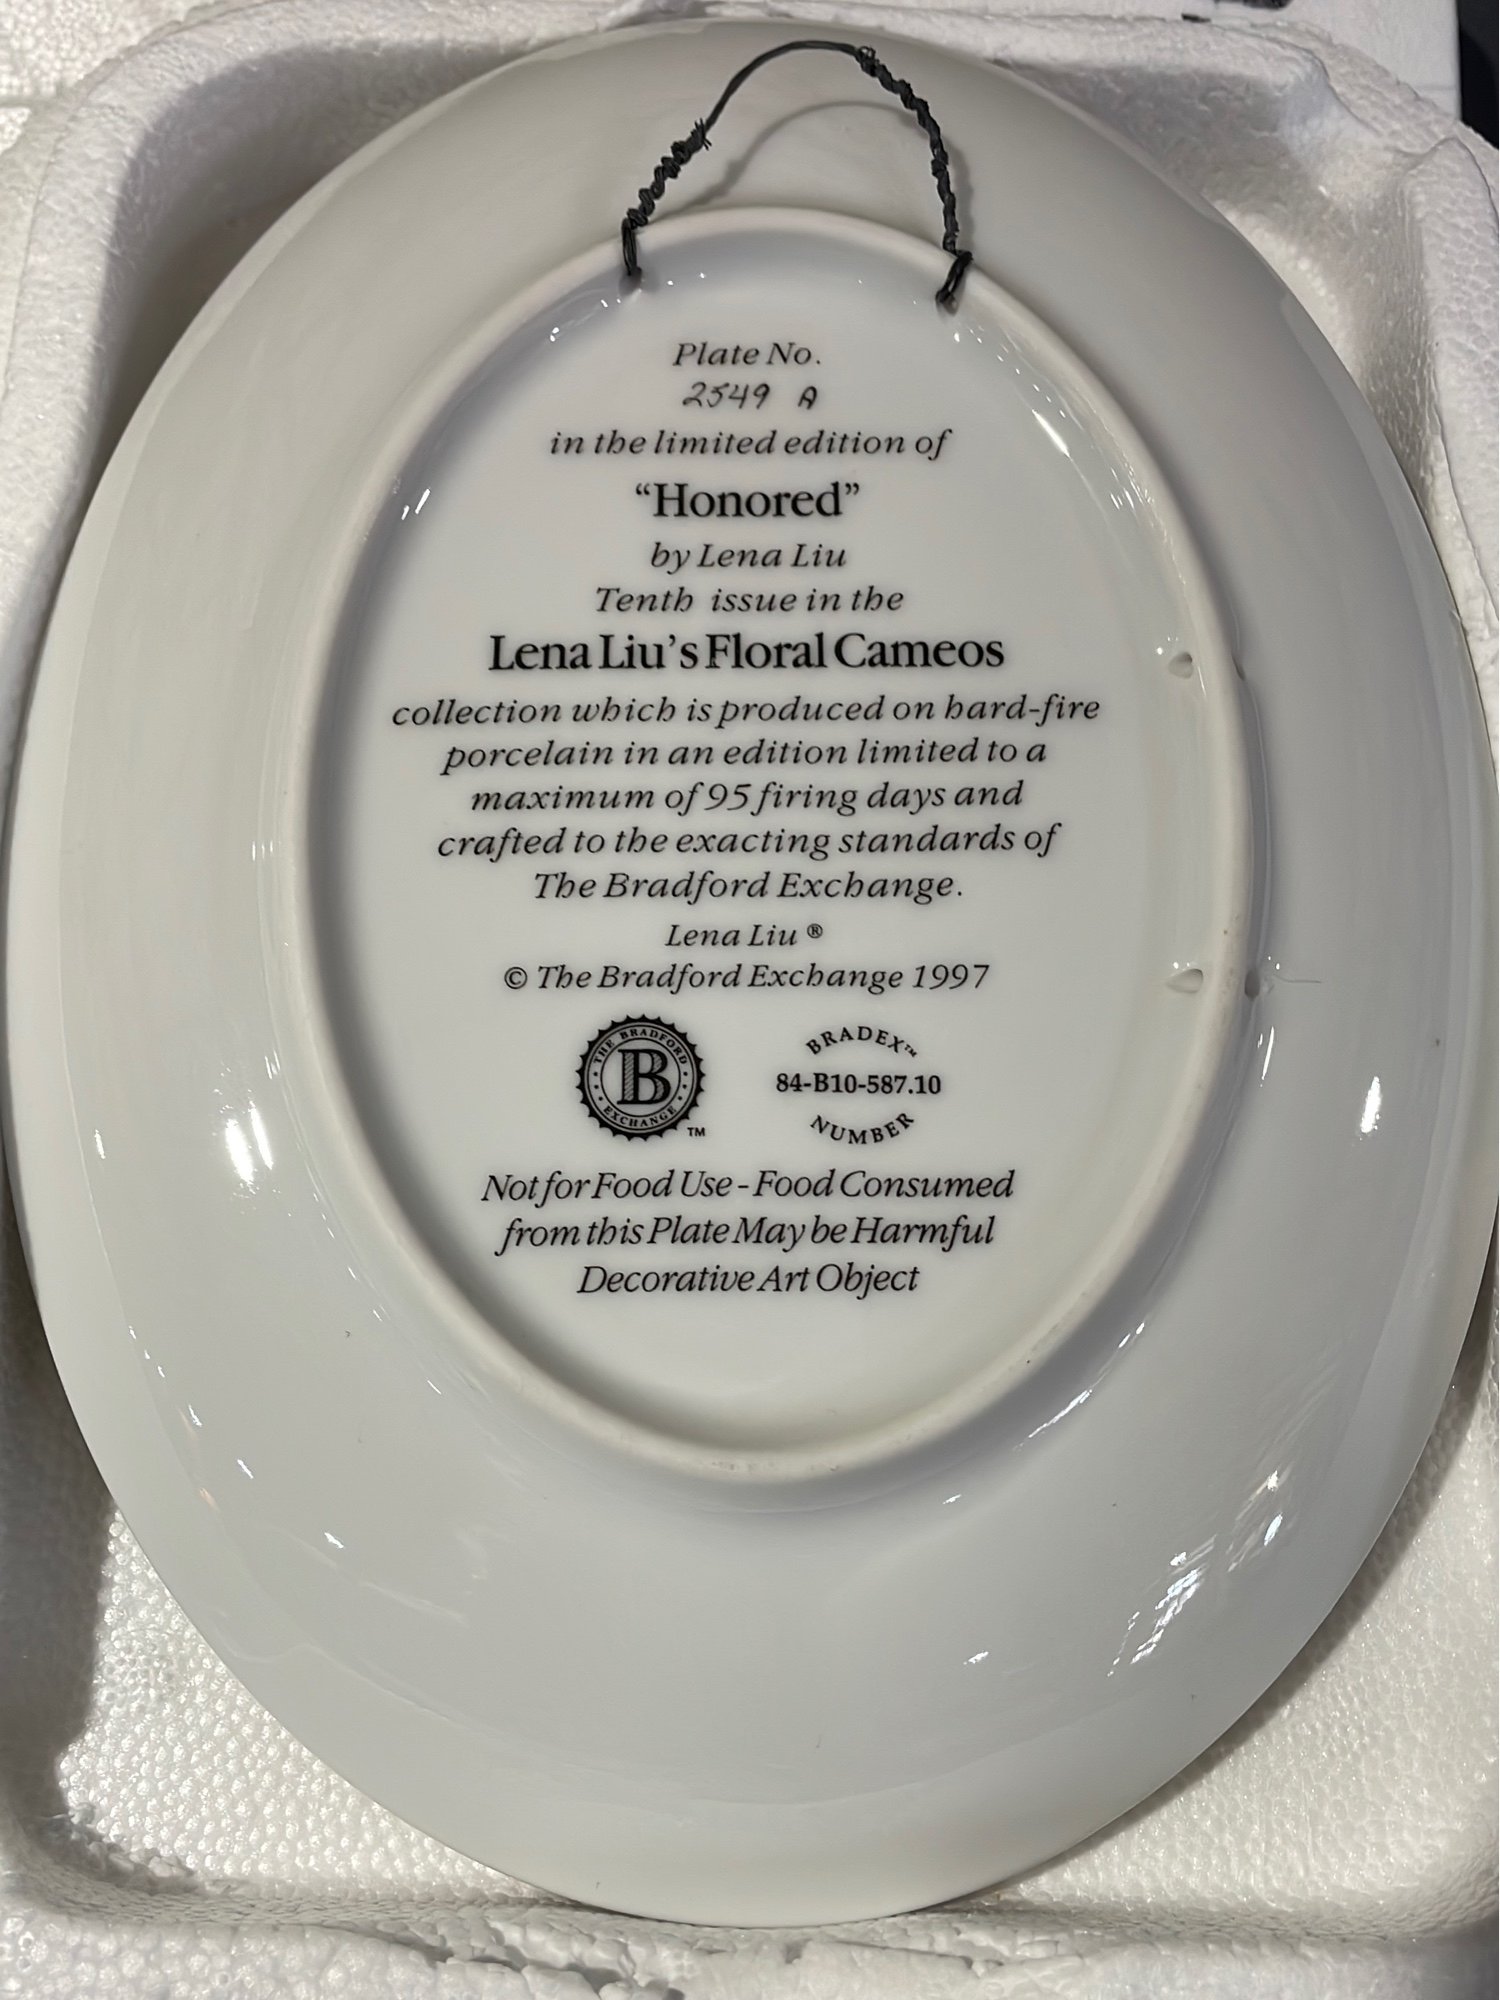 Plate No.
2549 A
in the limited edition of
“Honored”
by Lena Liu
Tenth issue in the
Lena Liu's Floral Cameos
collection which is produced on hard-fire
porcelain in an edition limited to a
maximum of 95 firing days and
crafted to the exacting standards of
The Bradford Exchange.
Lena Liu ®
© The Bradford Exchange 1997
THE BRADFORD
B
EXCHANGE
™
BRADEX™
84-B10-587.10
NUMBER
Not for Food Use - Food Consumed
from this Plate May be Harmful
Decorative Art Object